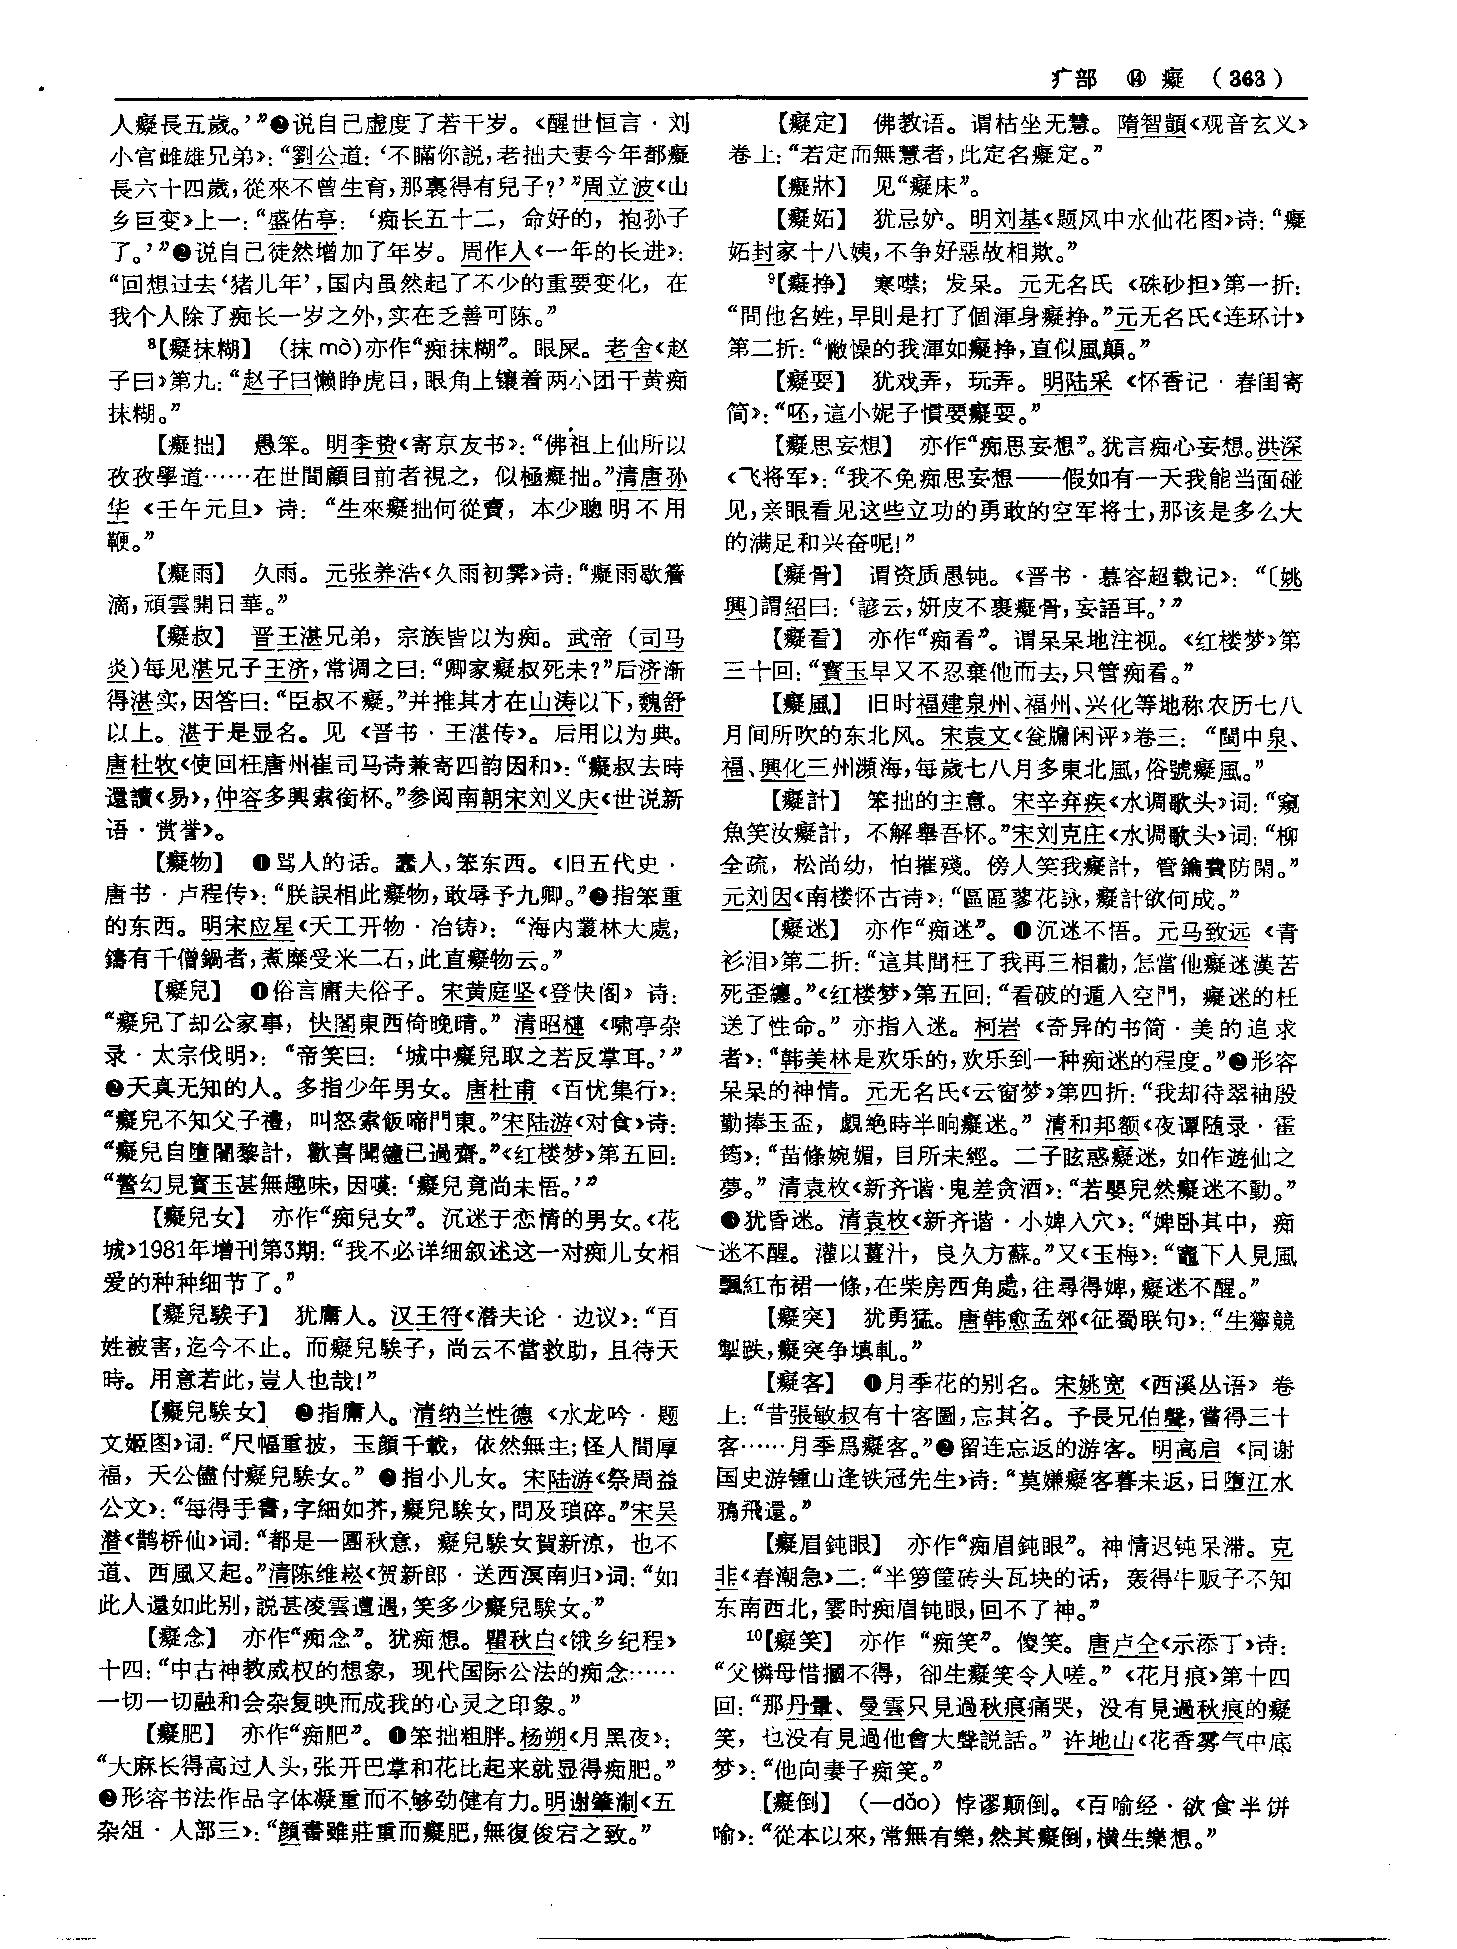 疒部 ⑭ 癡 （363）
人癡長五歲。’”❷说自己虚度了若干岁。《醒世恒言·刘
小官雌雄兄弟》：“劉公道：‘不瞞你説，老拙夫妻今年都癡
長六十四歲，從來不曾生育，那裏得有兒子？’”周立波《山
乡巨变》上一：“盛佑亭：‘痴长五十二，命好的，抱孙子
了。’”❷说自己徒然增加了年岁。周作人《一年的长进》：
“回想过去‘猪儿年’，国内虽然起了不少的重要变化，在
我个人除了痴长一岁之外，实在乏善可陈。”
⁸【癡抹糊】（抹mò）亦作“痴抹糊”。眼屎。老舍《赵
子曰》第九：“赵子曰懒睁虎目，眼角上镶着两小团干黄痴
抹糊。”
【癡拙】 愚笨。明李贽《寄京友书》：“佛祖上仙所以
孜孜學道……在世間顧目前者視之，似極癡拙。”清唐孙
华《壬午元旦》诗：“生來癡拙何從賣，本少聰明不用
鞭。”
【癡雨】 久雨。元张养浩《久雨初霁》诗：“癡雨歇簷
滴，頑雲開日華。”
【癡叔】 晋王湛兄弟，宗族皆以为痴。武帝（司马
炎）每见湛兄子王济，常调之曰：“卿家癡叔死未？”后济渐
得湛实，因答曰：“臣叔不癡。”并推其才在山涛以下，魏舒
以上。湛于是显名。见《晋书·王湛传》。后用以为典。
唐杜牧《使回枉唐州崔司马诗兼寄四韵因和》：“癡叔去時
還讀《易》，仲容多興索銜杯。”参阅南朝宋刘义庆《世说新
语·赏誉》。
【癡物】 ❶骂人的话。蠢人，笨东西。《旧五代史·
唐书·卢程传》：“朕誤相此癡物，敢辱予九卿。”❷指笨重
的东西。明宋应星《天工开物·冶铸》：“海内叢林大處，
鑄有千僧鍋者，煮糜受米二石，此直癡物云。”
【癡兒】 ❶俗言庸夫俗子。宋黄庭坚《登快阁》诗：
“癡兒了却公家事，快閣東西倚晚晴。”清昭梿《啸亭杂
录·太宗伐明》：“帝笑曰：‘城中癡兒取之若反掌耳。’”
❷天真无知的人。多指少年男女。唐杜甫《百忧集行》：
“癡兒不知父子禮，叫怒索飯啼門東。”宋陆游《对食》诗：
“癡兒自墮闍黎計，歡喜聞鐘已過齋。”《红楼梦》第五回：
“警幻見寳玉甚無趣味，因嘆：‘癡兒竟尚未悟。’”
【癡兒女】 亦作“痴兒女”。沉迷于恋情的男女。《花
城》1981年增刊第3期：“我不必详细叙述这一对痴儿女相
爱的种种细节了。”
【癡兒騃子】 犹庸人。汉王符《潜夫论·边议》：“百
姓被害，迄今不止。而癡兒騃子，尚云不當救助，且待天
時。用意若此，豈人也哉！”
【癡兒騃女】 ❷指庸人。清纳兰性德《水龙吟·题
文姬图》词：“尺幅重披，玉顔千載，依然無主；怪人間厚
福，天公儘付癡兒騃女。”❷指小儿女。宋陆游《祭周益
公文》：“每得手書，字細如芥，癡兒騃女，問及瑣碎。”宋吴
潜《鹊桥仙》词：“都是一團秋意，癡兒騃女賀新涼，也不
道、西風又起。”清陈维崧《贺新郎·送西溟南归》词：“如
此人還如此别，説甚凌雲遭遇，笑多少癡兒騃女。”
【癡念】 亦作“痴念”。犹痴想。瞿秋白《饿乡纪程》
十四：“中古神教威权的想象，现代国际公法的痴念……
一切一切融和会杂复映而成我的心灵之印象。”
【癡肥】 亦作“痴肥”。❶笨拙粗胖。杨朔《月黑夜》：
“大麻长得高过人头，张开巴掌和花比起来就显得痴肥。”
❷形容书法作品字体凝重而不够劲健有力。明谢肇淛《五
杂俎·人部三》：“顔書雖莊重而癡肥，無復俊宕之致。”
【癡定】 佛教语。谓枯坐无慧。隋智顗《观音玄义》
卷上：“若定而無慧者，此定名癡定。”
【癡牀】 见“癡床”。
【癡妬】 犹忌妒。明刘基《题风中水仙花图》诗：“癡
妬封家十八姨，不争好惡故相欺。”
⁹【癡挣】 寒噤；发呆。元无名氏《硃砂担》第一折：
“問他名姓，早則是打了個渾身癡挣。”元无名氏《连环计》
第二折：“憋懆的我渾如癡挣，直似風顛。”
【癡耍】 犹戏弄，玩弄。明陆采《怀香记·春闺寄
简》：“呸，這小妮子慣要癡耍。”
【癡思妄想】 亦作“痴思妄想”。犹言痴心妄想。洪深
《飞将军》：“我不免痴思妄想——假如有一天我能当面碰
见，亲眼看见这些立功的勇敢的空军将士，那该是多么大
的满足和兴奋呢！”
【癡骨】 谓资质愚钝。《晋书·慕容超载记》：“〔姚
興〕謂紹曰：‘諺云，妍皮不裹癡骨，妄語耳。’”
【癡看】 亦作“痴看”。谓呆呆地注视。《红楼梦》第
三十回：“寳玉早又不忍棄他而去，只管痴看。”
【癡風】 旧时福建泉州、福州、兴化等地称农历七八
月间所吹的东北风。宋袁文《瓮牖闲评》卷三：“閩中泉、
福、興化三州瀕海，每歲七八月多東北風，俗號癡風。”
【癡計】 笨拙的主意。宋辛弃疾《水调歌头》词：“窺
魚笑汝癡計，不解舉吾杯。”宋刘克庄《水调歌头》词：“柳
全疏，松尚幼，怕摧殘。傍人笑我癡計，管鑰費防閑。”
元刘因《南楼怀古诗》：“區區蓼花詠，癡計欲何成。”
【癡迷】 亦作“痴迷”。❶沉迷不悟。元马致远《青
衫泪》第二折：“這其間枉了我再三相勸，怎當他癡迷漢苦
死歪纏。”《红楼梦》第五回：“看破的遁入空門，癡迷的枉
送了性命。”亦指入迷。柯岩《奇异的书简·美的追求
者》：“韩美林是欢乐的，欢乐到一种痴迷的程度。”❷形容
呆呆的神情。元无名氏《云窗梦》第四折：“我却待翠袖殷
勤捧玉盃，覷絶時半晌癡迷。”清和邦额《夜谭随录·霍
筠》：“苗條婉媚，目所未經。二子眩惑癡迷，如作遊仙之
夢。”清袁枚《新齐谐·鬼差贪酒》：“若嬰兒然癡迷不動。”
❸犹昏迷。清袁枚《新齐谐·小婢入穴》：“婢卧其中，痴
迷不醒。灌以薑汁，良久方蘇。”又《玉梅》：“竈下人見風
飄紅布裙一條，在柴房西角處，往尋得婢，癡迷不醒。”
【癡突】 犹勇猛。唐韩愈孟郊《征蜀联句》：“生獰競
掣跌，癡突争填軋。”
【癡客】 ❶月季花的别名。宋姚宽《西溪丛语》卷
上：“昔張敏叔有十客圖，忘其名。予長兄伯聲，嘗得三十
客……月季爲癡客。”❷留连忘返的游客。明高启《同谢
国史游锺山逢铁冠先生》诗：“莫嫌癡客暮未返，日墮江水
鴉飛還。”
【癡眉鈍眼】 亦作“痴眉鈍眼”。神情迟钝呆滞。克
非《春潮急》二：“半箩筐砖头瓦块的话，轰得牛贩子不知
东南西北，霎时痴眉钝眼，回不了神。”
¹⁰【癡笑】 亦作“痴笑”。傻笑。唐卢仝《示添丁》诗：
“父憐母惜摑不得，卻生癡笑令人嗟。”《花月痕》第十四
回：“那丹翬、曼雲只見過秋痕痛哭，没有見過秋痕的癡
笑，也没有見過他會大聲説話。”许地山《花香雾气中底
梦》：“他向妻子痴笑。”
【癡倒】（—dǎo）悖谬颠倒。《百喻经·欲食半饼
喻》：“從本以來，常無有樂，然其癡倒，横生樂想。”